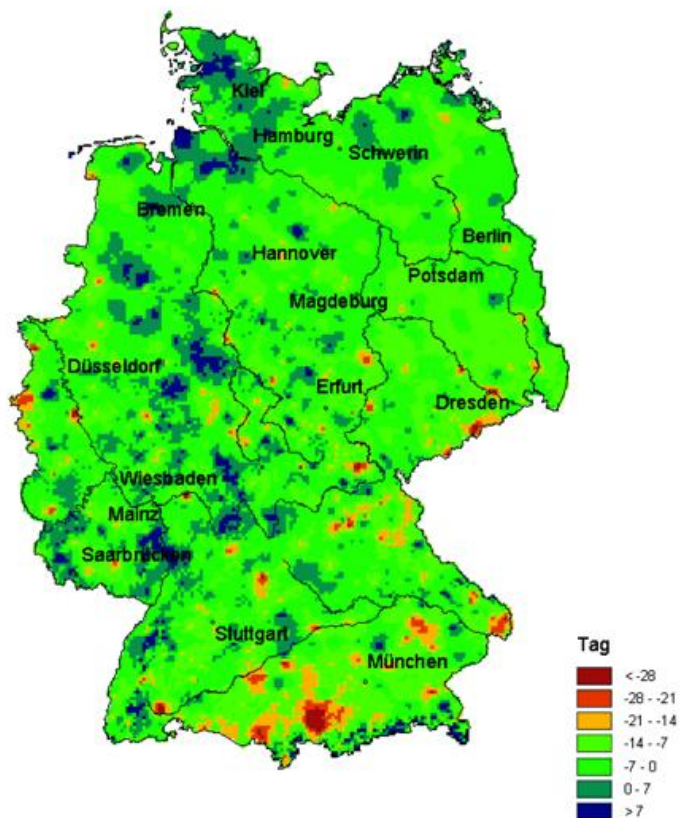 Kiel
Hamburg
Schwerin
Bremen
Berlin
Hannover
Potsdam
Magdeburg
Düsseldorf
Erfurt
Dresden
Wiesbaden
Mainz
Saarbrücken
Stuttgart
München
Tag
< -28
-28 - -21
-21 - -14
-14 - -7
-7 - 0
0 - 7
> 7